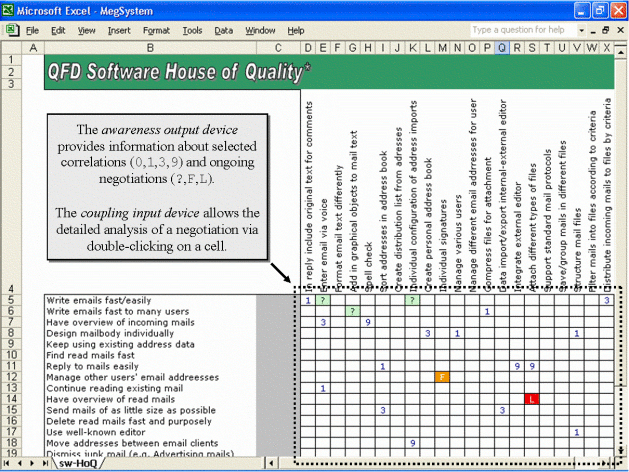 Microsoft Excel - MegSystem
File Edit View Insert Format Tools Data Window Help
Type a question for help
A B C D E F G H I J K L M N O P Q R S T U V W X
1
2 QFD Software House of Quality*
3
The awareness output device
provides information about selected
correlations (0,1,3,9) and ongoing
negotiations (?,F,L).
The coupling input device allows the
detailed analysis of a negotiation via
double-clicking on a cell.
In reply include original text for comments
Enter email via voice
Format email text differently
Add in graphical objects to mail text
Spell check
Sort addresses in address book
Create distribution list from adresses
Individual configuration of address imports
Create personal address book
Individual signatures
Manage various users
Manage different email adresseses for user
Compress files for attachment
Data import/export internal-external editor
Integrate external editor
Attach different types of files
Support standard mail protocols
Save/group mails in different files
Structure mail files
Filter mails into files according to criteria
Distribute incoming mails to files by criteria
4
5 Write emails fast/easily 1 ? ? 3
6 Write emails fast to many users ? 1
7 Have overview of incoming mails 3 9
8 Design mailbody individually 3 1 1
9 Keep using existing address data
10 Find read mails fast
11 Reply to mails easily 1 9 9
12 Manage other users' email addreesses F
13 Continue reading existing mail 1
14 Have overview of read mails L
15 Send mails of as little size as possible 3 3
16 Delete read mails fast and purposely
17 Use well-known editor 1
18 Move addresses between email clients 9
19 Dismiss junk mail (e.g. Advertising mails)
sw-HoQ